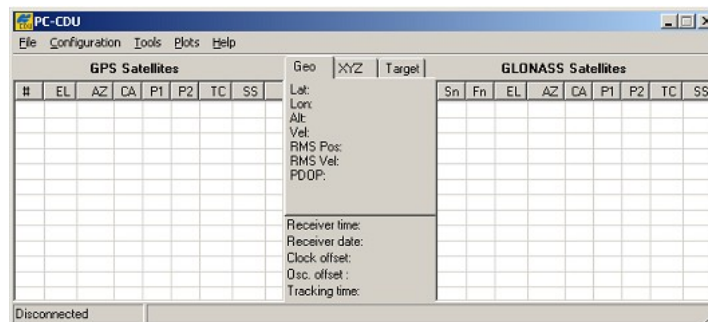 PC-CDU
File Configuration Tools Plots Help
GPS Satellites
# EL AZ CA P1 P2 TC SS
Geo XYZ Target
Lat:
Lon:
Alt:
Vel:
RMS Pos:
RMS Vel:
PDOP:
Receiver time:
Receiver date:
Clock offset:
Osc. offset :
Tracking time:
GLONASS Satellites
Sn Fn EL AZ CA P1 P2 TC SS
Disconnected